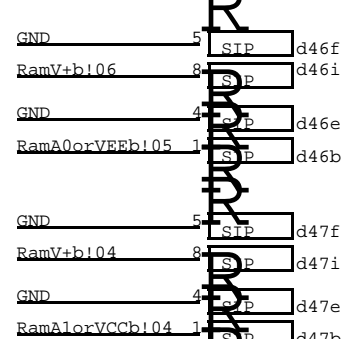 GND 5 SIP d46f
RamV+b!06 8 SIP d46i
GND 4 SIP d46e
RamA0orVEEb!05 1 SIP d46b
GND 5 SIP d47f
RamV+b!04 8 SIP d47i
GND 4 SIP d47e
RamA1orVCCb!04 1 SIP d47b